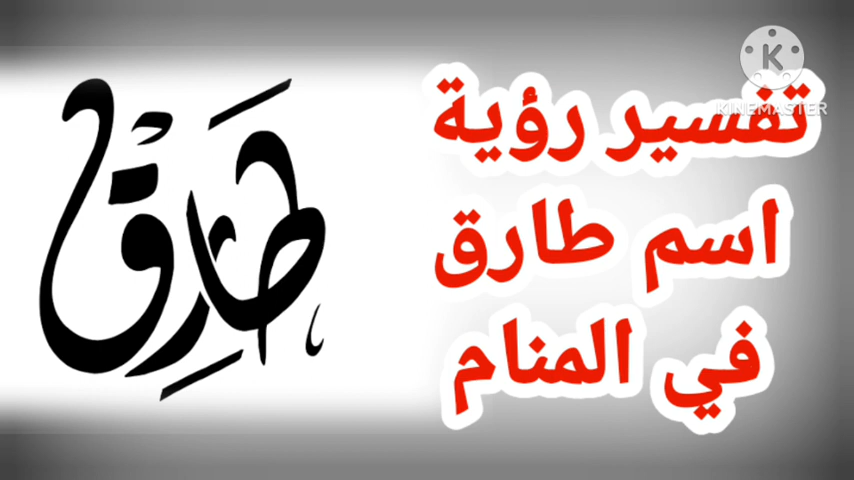 تفسير رؤية
اسم طارق
في المنام
طَارِق
K
KINEMASTER